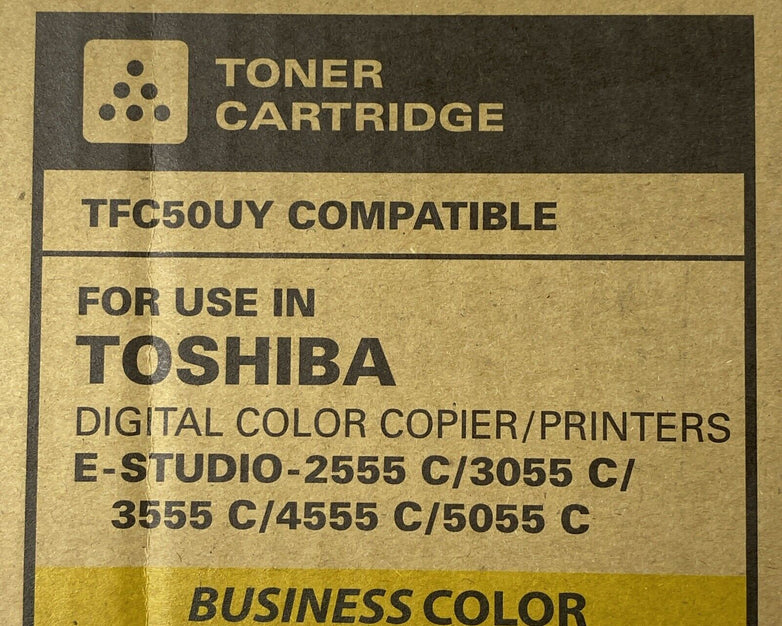 TONER
CARTRIDGE
TFC50UY COMPATIBLE
FOR USE IN
TOSHIBA
DIGITAL COLOR COPIER/PRINTERS
E-STUDIO-2555 C/3055 C/
3555 C/4555 C/5055 C
BUSINESS COLOR